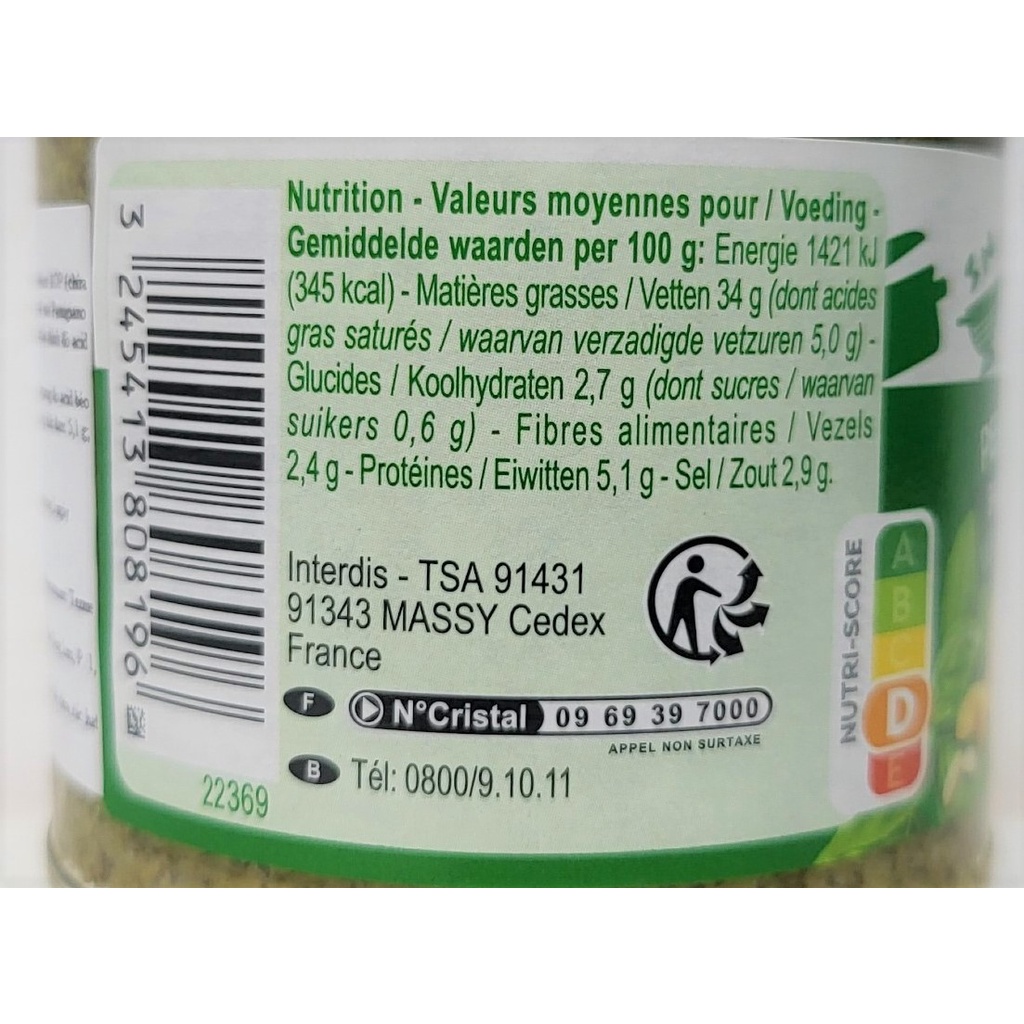 Nutrition - Valeurs moyennes pour / Voeding -
Gemiddelde waarden per 100 g: Energie 1421 kJ
(345 kcal) - Matières grasses / Vetten 34 g (dont acides
gras saturés / waarvan verzadigde vetzuren 5,0 g) -
Glucides / Koolhydraten 2,7 g (dont sucres / waarvan
suikers 0,6 g) - Fibres alimentaires / Vezels
2,4 g - Protéines / Eiwitten 5,1 g - Sel / Zout 2,9 g.
3 245413 808196
Interdis - TSA 91431
91343 MASSY Cedex
France
F N°Cristal 09 69 39 7000
APPEL NON SURTAXE
B Tél: 0800/9.10.11
22369
NUTRI-SCORE
A
B
C
D
E